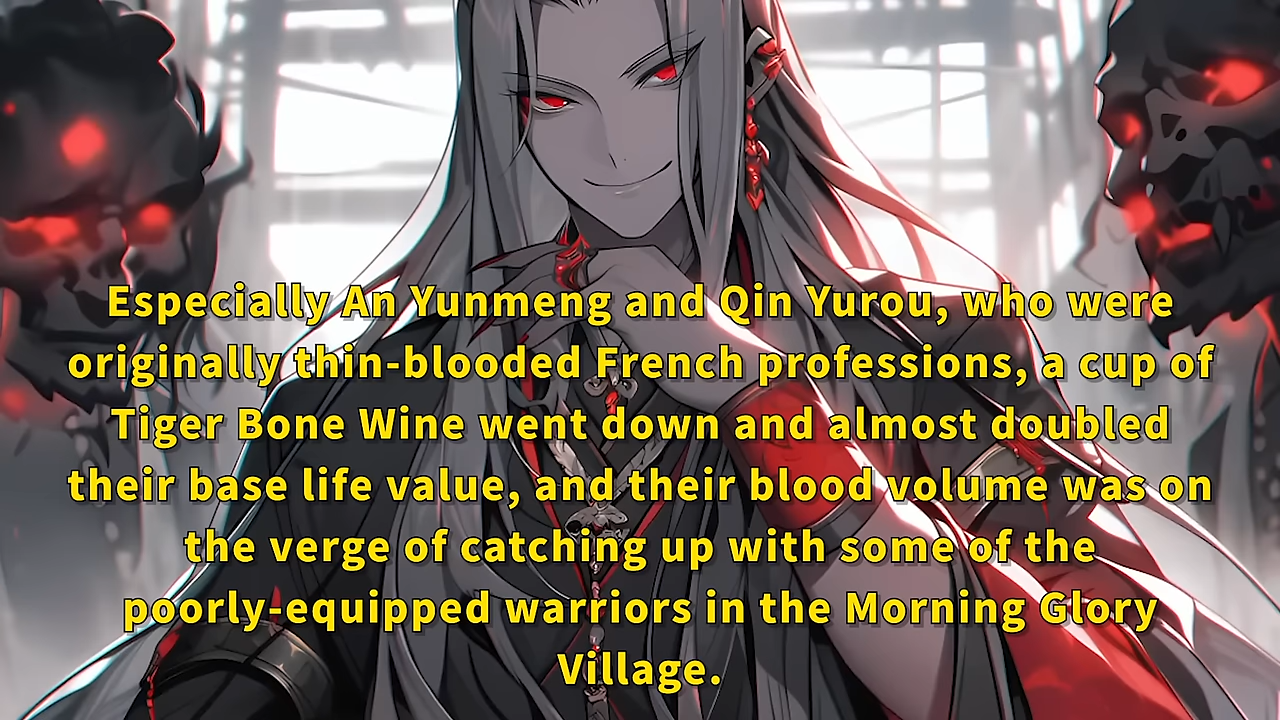 Especially An Yunmeng and Qin Yurou, who were
originally thin-blooded French professions, a cup of
Tiger Bone Wine went down and almost doubled
their base life value, and their blood volume was on
the verge of catching up with some of the
poorly-equipped warriors in the Morning Glory
Village.